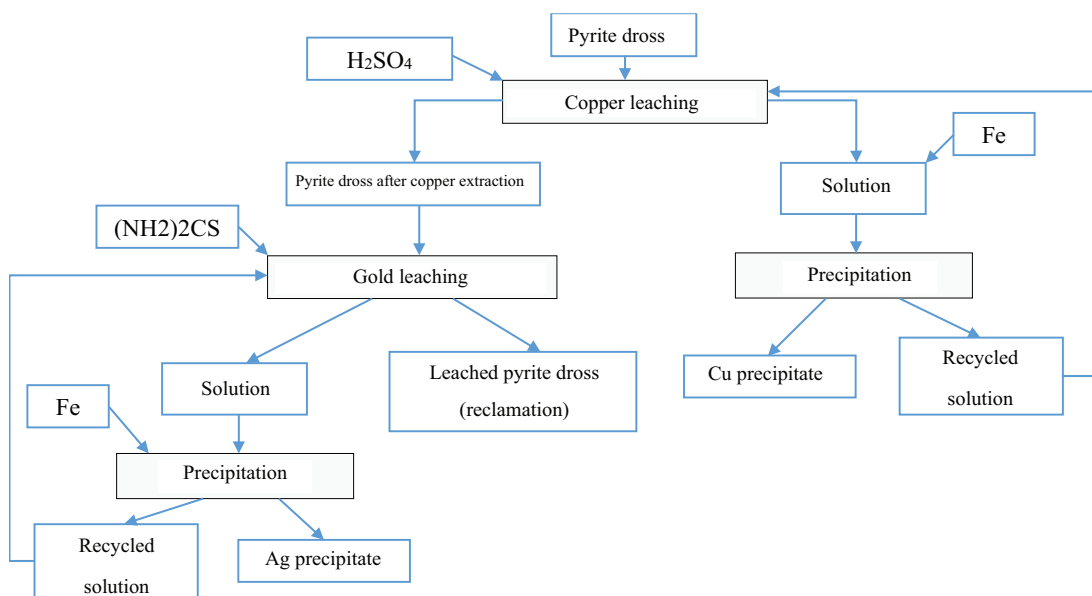 Pyrite dross
H₂SO₄
Copper leaching
Fe
Pyrite dross after copper extraction
Solution
(NH2)2CS
Gold leaching
Precipitation
Leached pyrite dross
(reclamation)
Cu precipitate
Recycled
solution
Solution
Fe
Precipitation
Recycled
solution
Ag precipitate